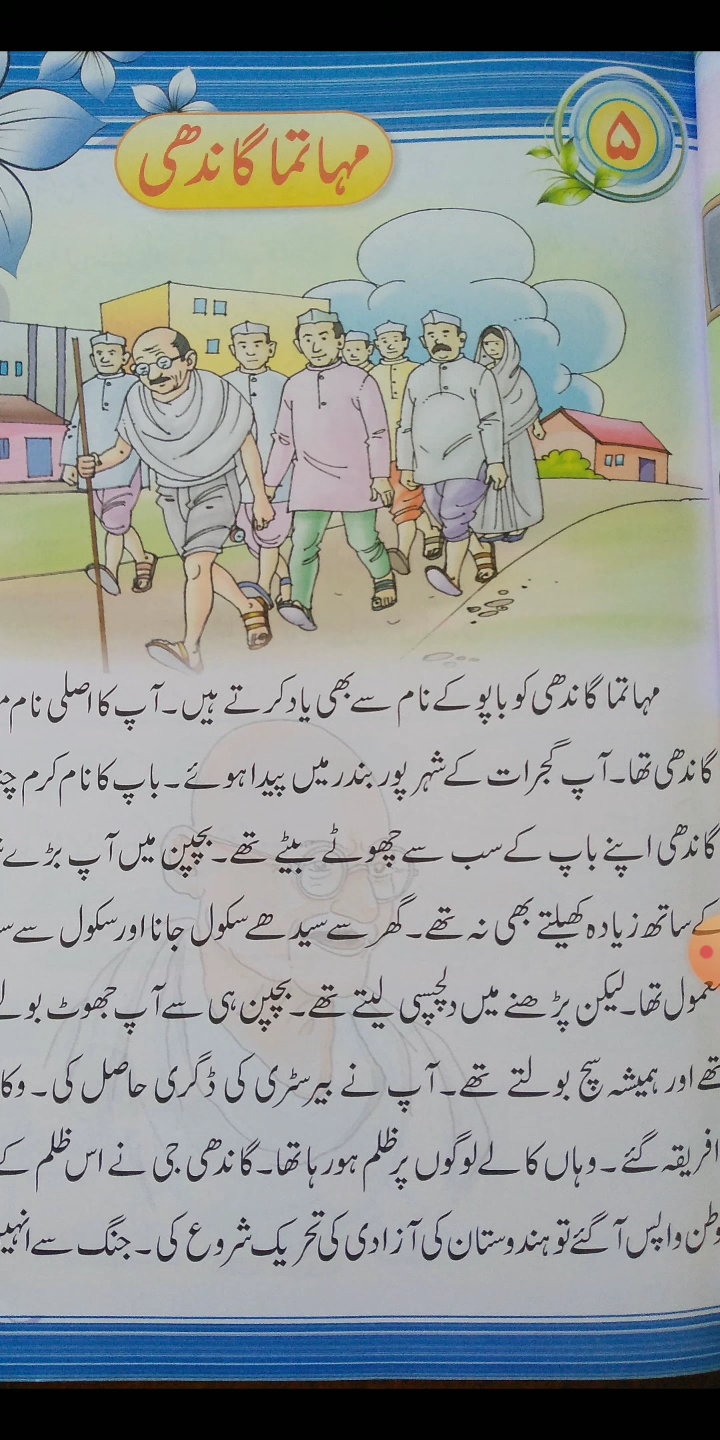 ۵
مہاتما گاندھی
مہاتما گاندھی کو باپو کے نام سے بھی یاد کرتے ہیں۔ آپ کا اصلی نام
گاندھی تھا۔ آپ گجرات کے شہر پور بندر میں پیدا ہوئے۔ باپ کا نام کرم
گاندھی اپنے باپ کے سب سے چھوٹے بیٹے تھے۔ بچپن میں آپ بڑے
کے ساتھ زیادہ کھیلتے بھی نہ تھے۔ گھر سے سیدھے سکول جانا اور سکول سے
معمول تھا۔ لیکن پڑھنے میں دلچسپی لیتے تھے۔ بچپن ہی سے آپ جھوٹ
تھے اور ہمیشہ سچ بولتے تھے۔ آپ نے بیرسٹری کی ڈگری حاصل کی۔
افریقہ گئے۔ وہاں کالے لوگوں پر ظلم ہو رہا تھا۔ گاندھی جی نے اس ظلم کے
وطن واپس آ گئے تو ہندوستان کی آزادی کی تحریک شروع کی۔ جنگ سے انہیں